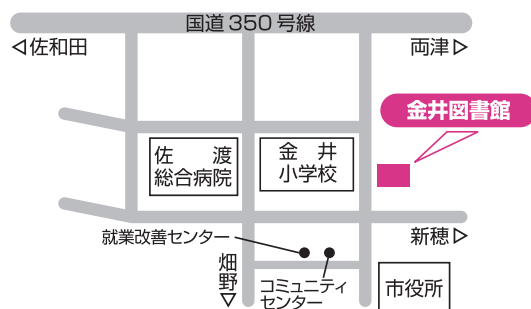 国道350号線
◁佐和田
両津▷
金井図書館
佐　渡
総合病院
金　井
小学校
就業改善センター
新穂▷
畑野▽
コミュニティ
センター
市役所